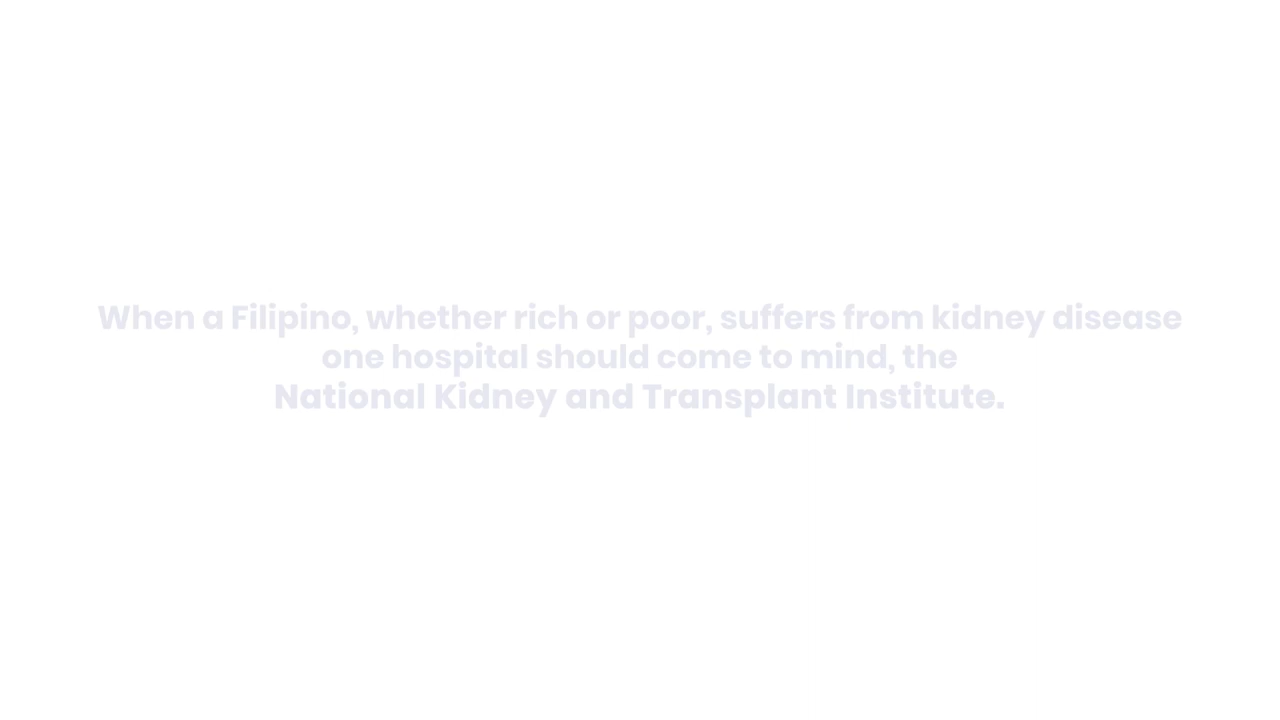 When a Filipino, whether rich or poor, suffers from kidney disease
one hospital should come to mind, the
National Kidney and Transplant Institute.